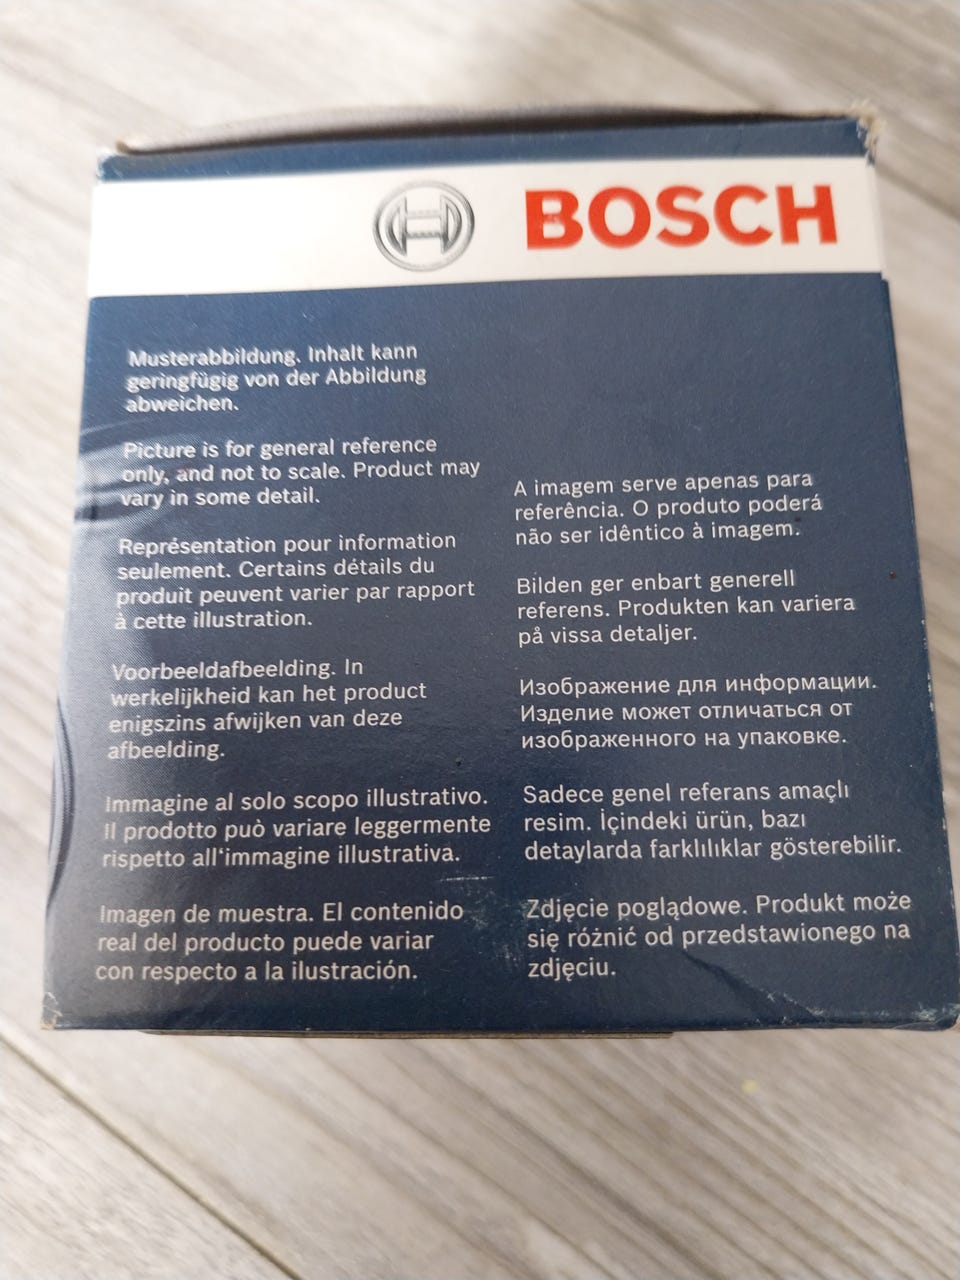 BOSCH
Musterabbildung. Inhalt kann
geringfügig von der Abbildung
abweichen.
Picture is for general reference
only, and not to scale. Product may
vary in some detail.
Représentation pour information
seulement. Certains détails du
produit peuvent varier par rapport
à cette illustration.
Voorbeeldafbeelding. In
werkelijkheid kan het product
enigszins afwijken van deze
afbeelding.
Immagine al solo scopo illustrativo.
Il prodotto può variare leggermente
rispetto all‘immagine illustrativa.
Imagen de muestra. El contenido
real del producto puede variar
con respecto a la ilustración.
A imagem serve apenas para
referência. O produto poderá
não ser idêntico à imagem.
Bilden ger enbart generell
referens. Produkten kan variera
på vissa detaljer.
Изображение для информации.
Изделие может отличаться от
изображенного на упаковке.
Sadece genel referans amaçlı
resim. İçindeki ürün, bazı
detaylarda farklılıklar gösterebilir.
Zdjęcie poglądowe. Produkt może
się różnić od przedstawionego na
zdjęciu.